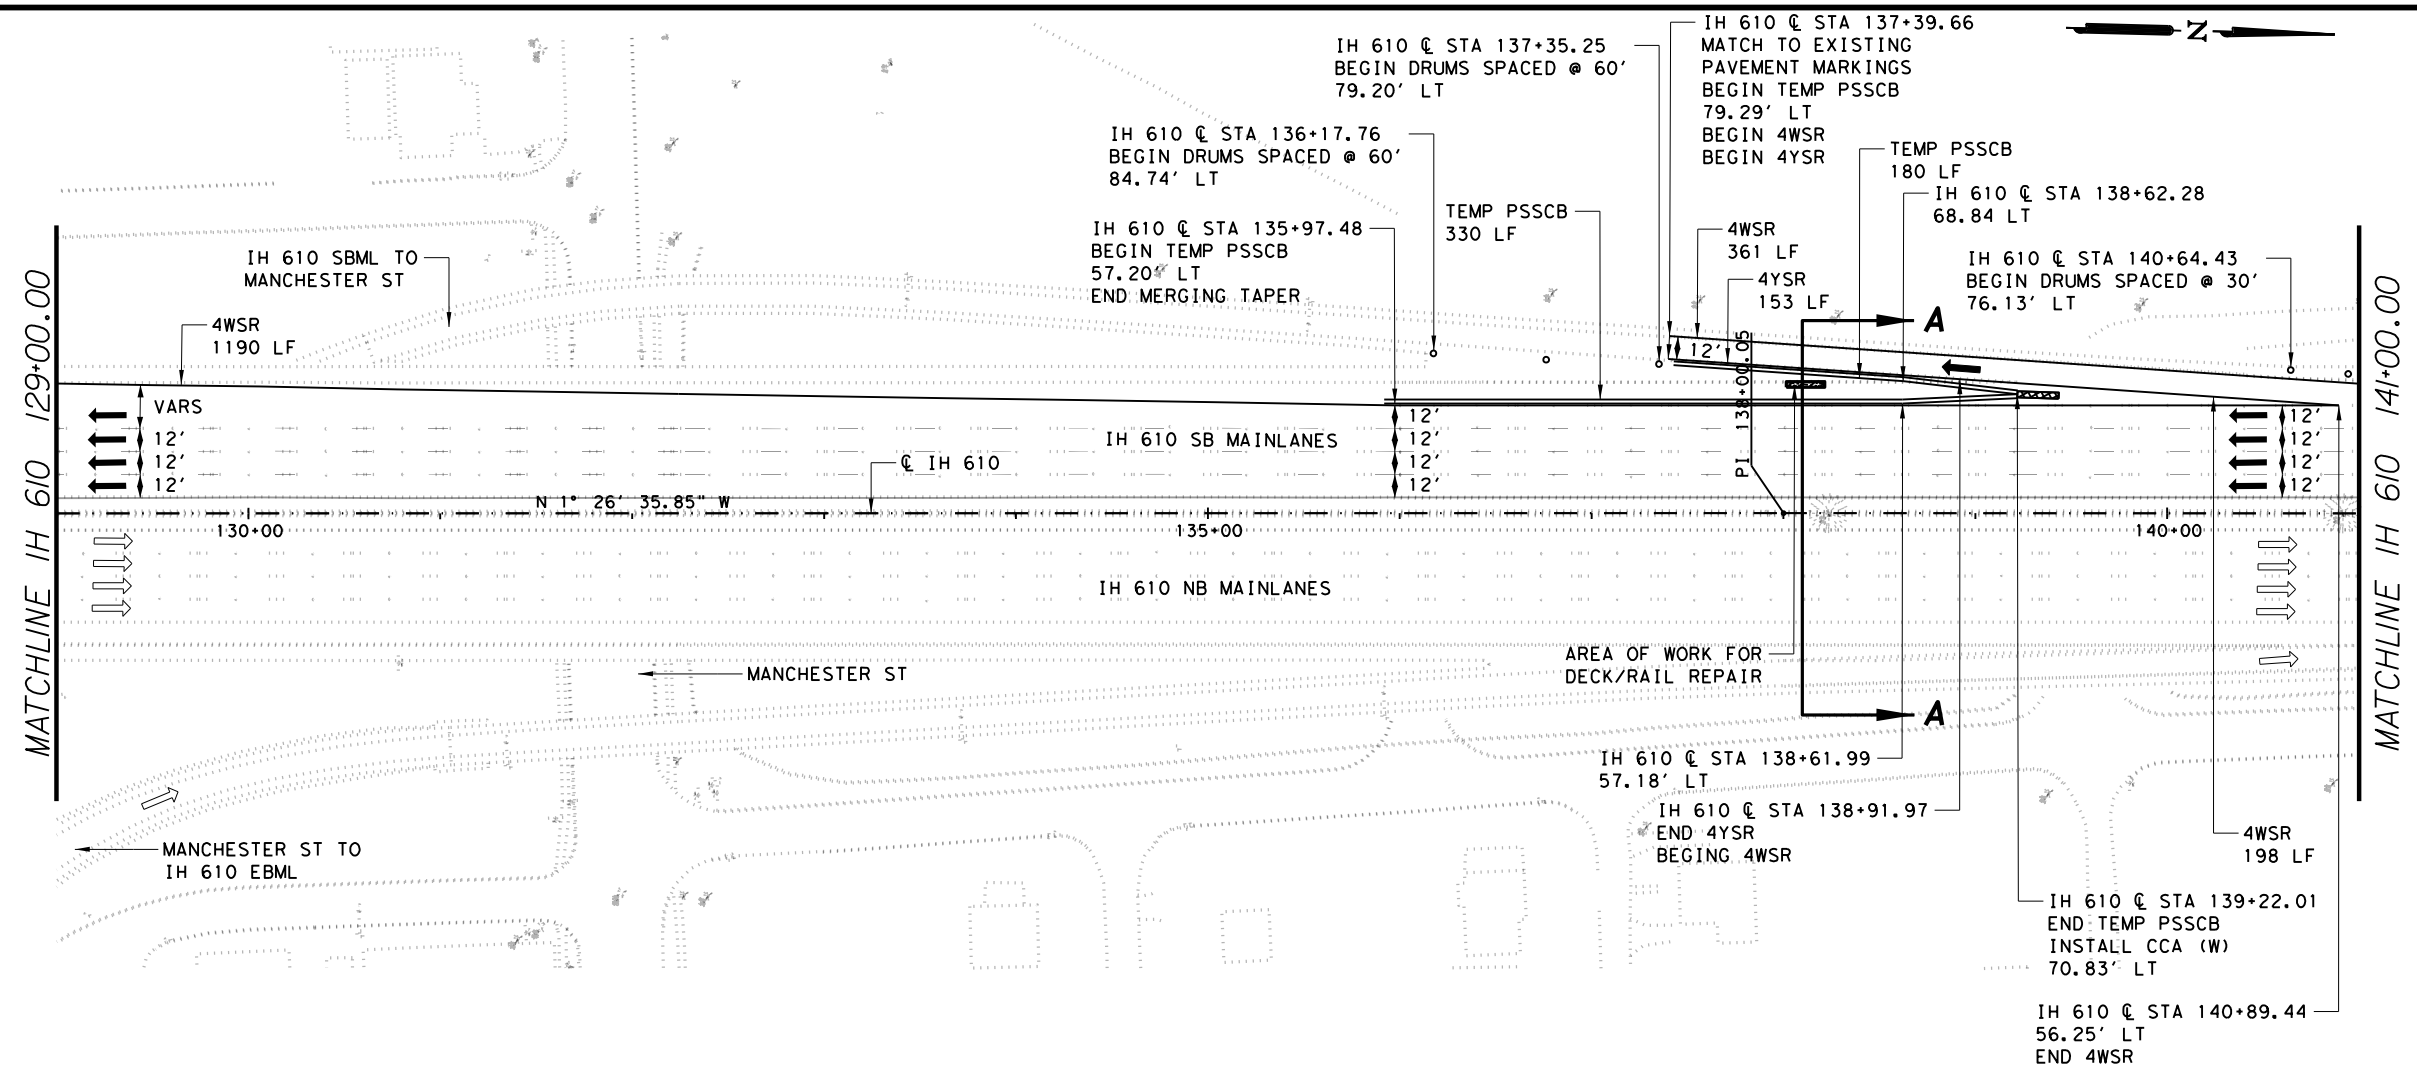 IH 610 ℄ STA 137+39.66
MATCH TO EXISTING
PAVEMENT MARKINGS
BEGIN TEMP PSSCB
79.29' LT
BEGIN 4WSR
BEGIN 4YSR
N
IH 610 ℄ STA 137+35.25
BEGIN DRUMS SPACED @ 60'
79.20' LT
IH 610 ℄ STA 136+17.76
BEGIN DRUMS SPACED @ 60'
84.74' LT
TEMP PSSCB
180 LF
IH 610 ℄ STA 138+62.28
68.84 LT
TEMP PSSCB
330 LF
IH 610 ℄ STA 135+97.48
BEGIN TEMP PSSCB
57.20' LT
END MERGING TAPER
4WSR
361 LF
4YSR
153 LF
IH 610 ℄ STA 140+64.43
BEGIN DRUMS SPACED @ 30'
76.13' LT
IH 610 SBML TO
MANCHESTER ST
4WSR
1190 LF
MATCHLINE IH 610 129+00.00
MATCHLINE IH 610 141+00.00
A
12'
PI 138+00.05
VARS
12'
12'
12'
IH 610 SB MAINLANES
12'
12'
12'
12'
12'
12'
12'
12'
℄ IH 610
N 1° 26' 35.85" W
130+00
135+00
140+00
IH 610 NB MAINLANES
AREA OF WORK FOR
DECK/RAIL REPAIR
MANCHESTER ST
A
IH 610 ℄ STA 138+61.99
57.18' LT
IH 610 ℄ STA 138+91.97
END 4YSR
BEGING 4WSR
4WSR
198 LF
MANCHESTER ST TO
IH 610 EBML
IH 610 ℄ STA 139+22.01
END TEMP PSSCB
INSTALL CCA (W)
70.83' LT
IH 610 ℄ STA 140+89.44
56.25' LT
END 4WSR